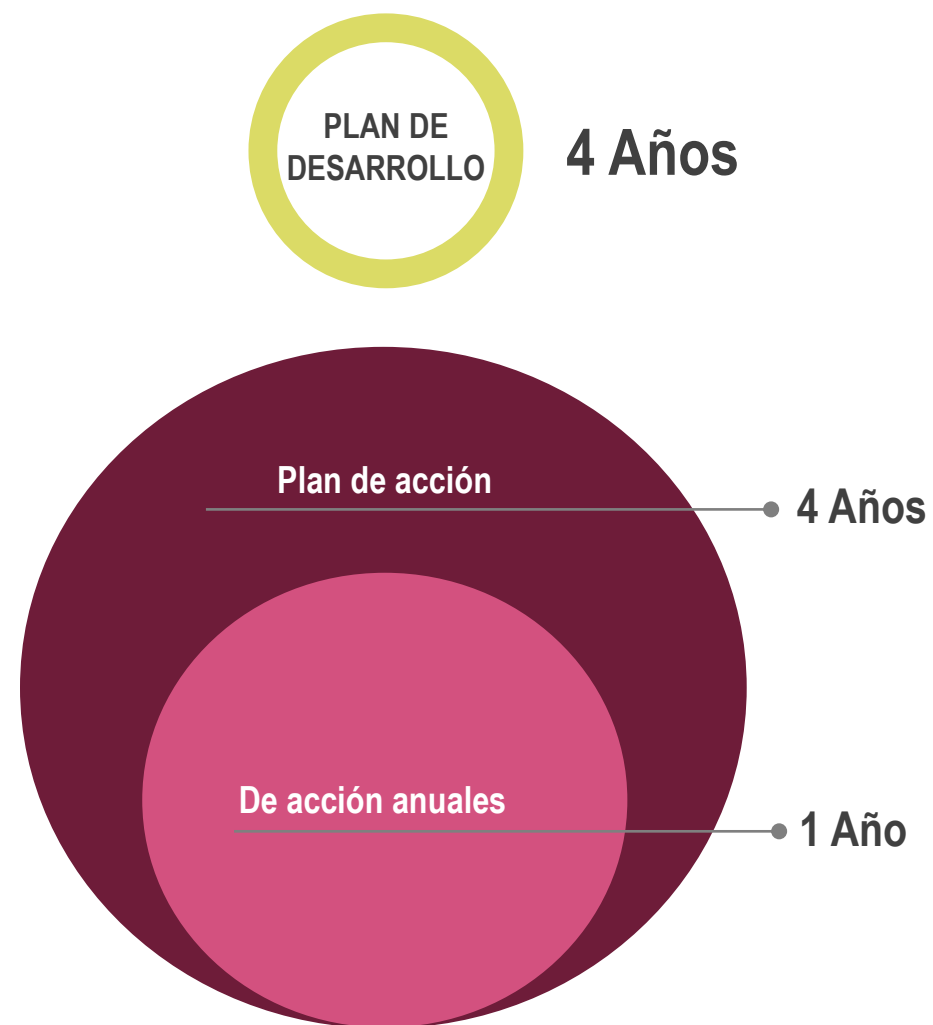 PLAN DE
DESARROLLO
4 Años
Plan de acción
4 Años
De acción anuales
1 Año